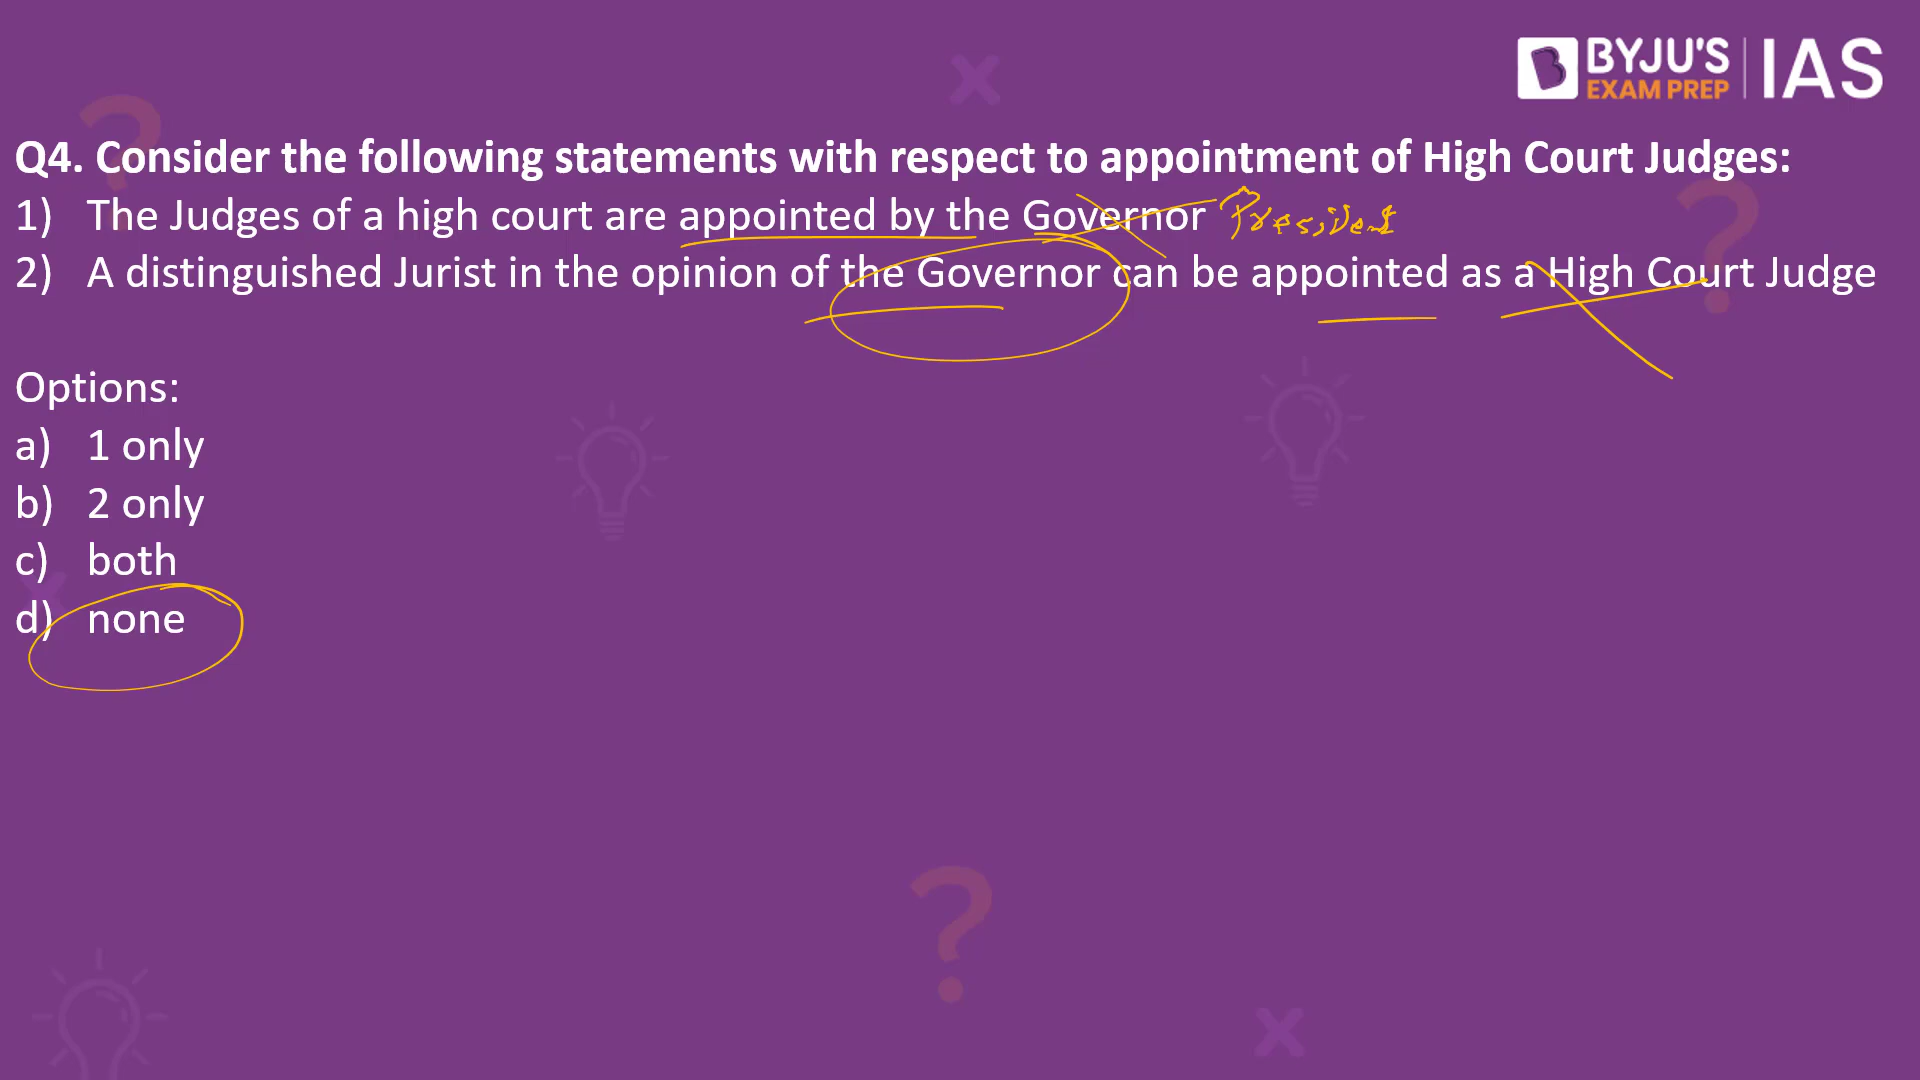 BYJU'S
EXAM PREP
IAS
Q4. Consider the following statements with respect to appointment of High Court Judges:
1) The Judges of a high court are appointed by the Governor President
2) A distinguished Jurist in the opinion of the Governor can be appointed as a High Court Judge
Options:
a) 1 only
b) 2 only
c) both
d) none